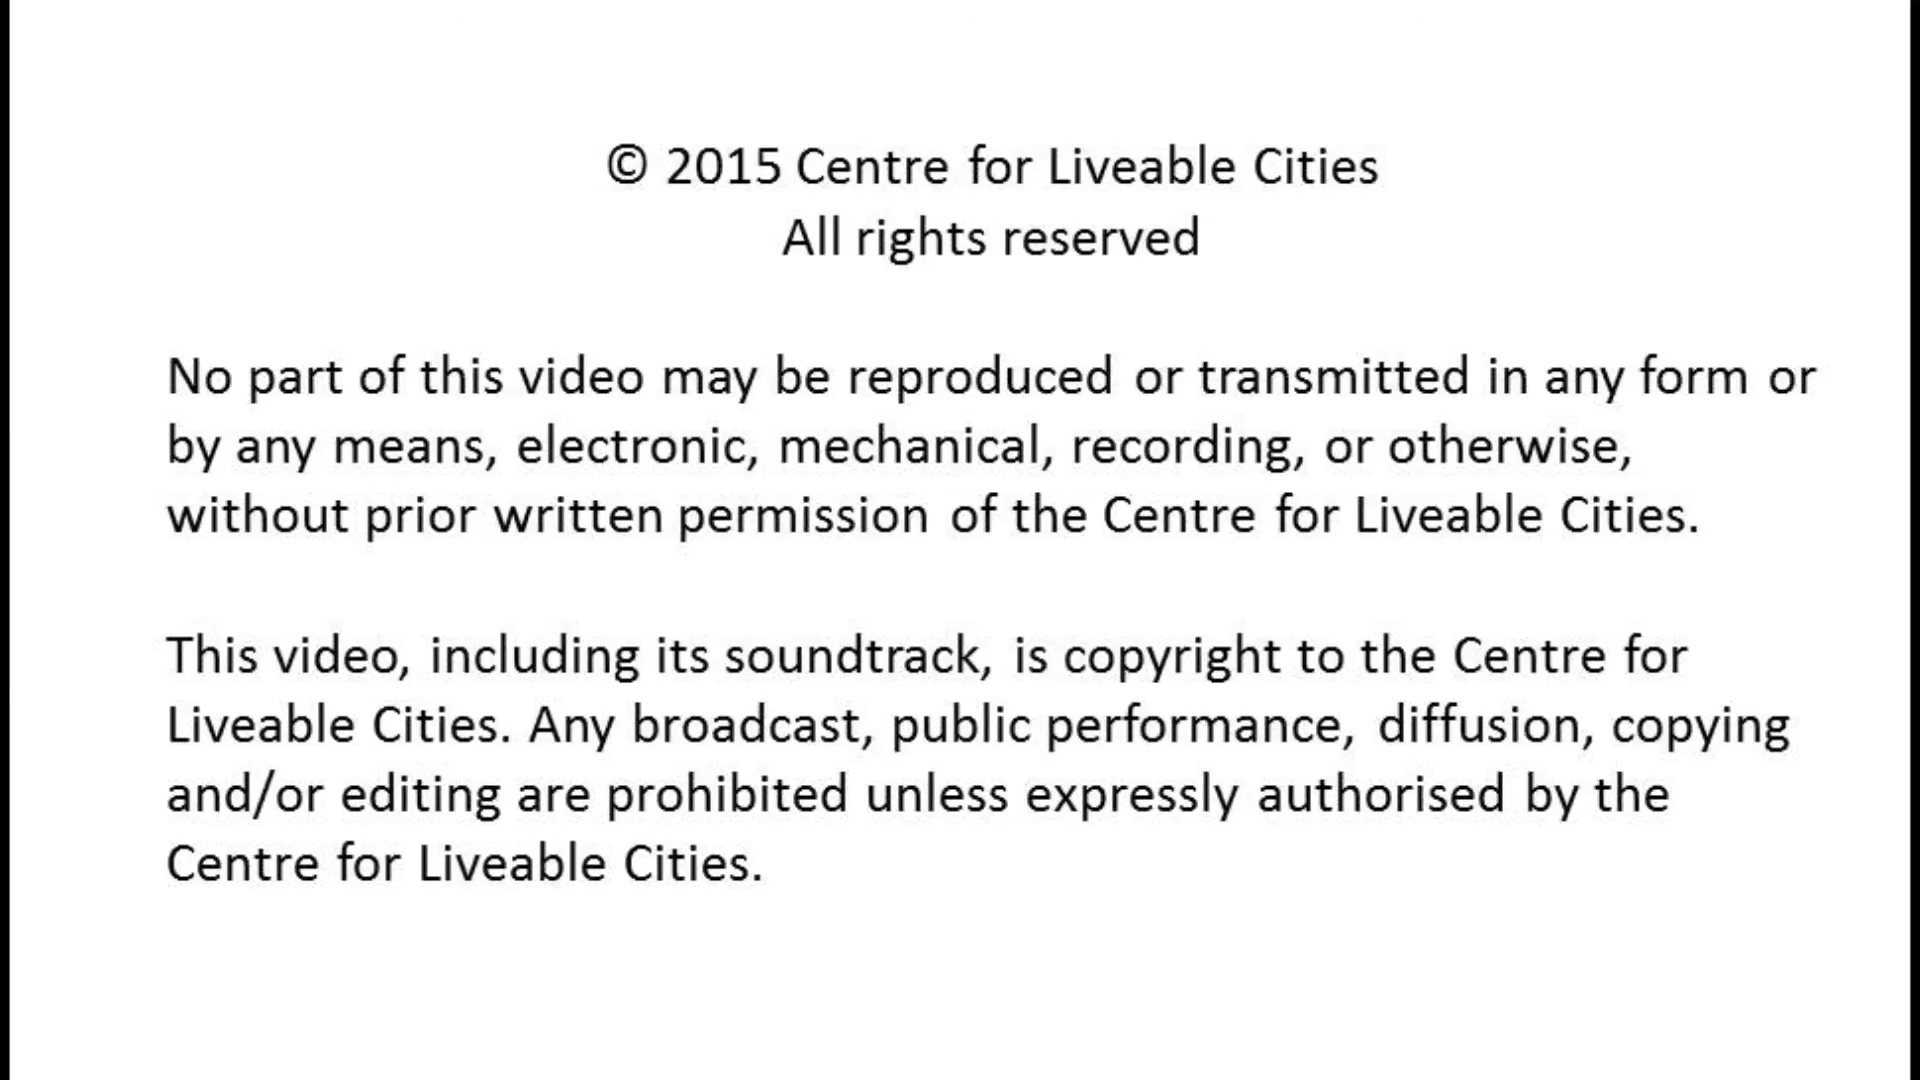 © 2015 Centre for Liveable Cities
All rights reserved
No part of this video may be reproduced or transmitted in any form or
by any means, electronic, mechanical, recording, or otherwise,
without prior written permission of the Centre for Liveable Cities.
This video, including its soundtrack, is copyright to the Centre for
Liveable Cities. Any broadcast, public performance, diffusion, copying
and/or editing are prohibited unless expressly authorised by the
Centre for Liveable Cities.